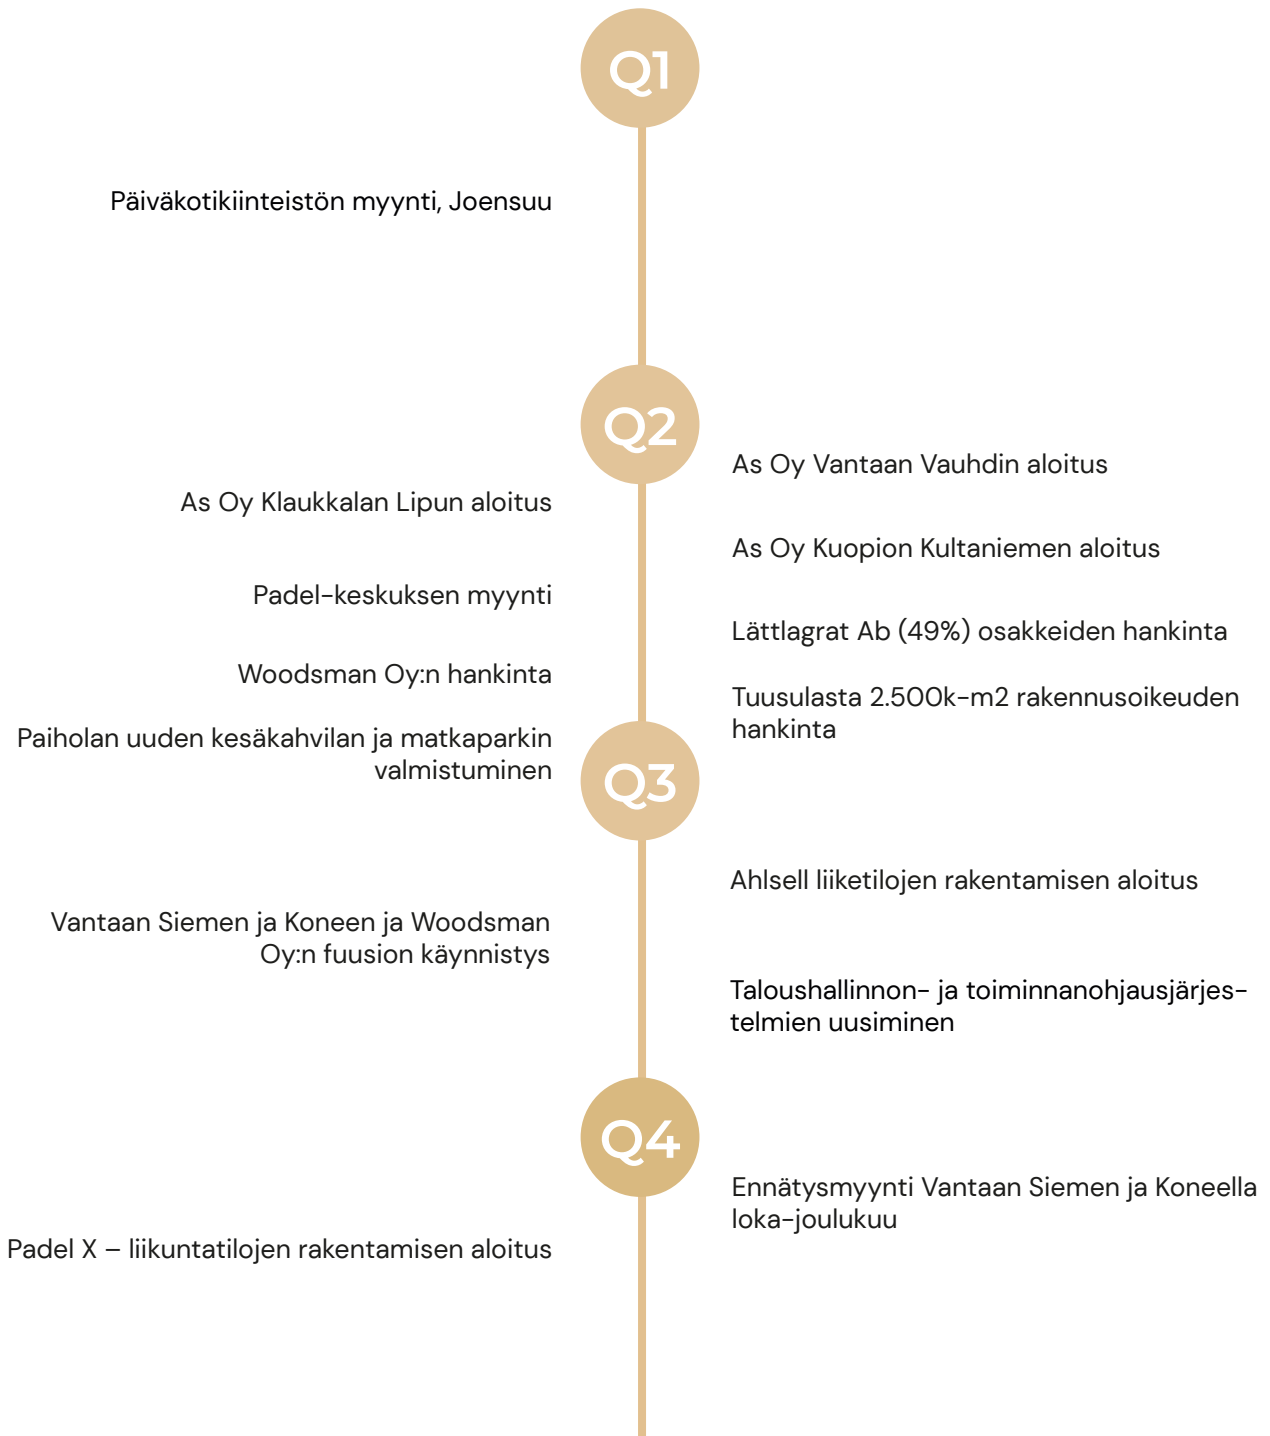 Q1
Päiväkotikiinteistön myynti, Joensuu
Q2
As Oy Vantaan Vauhdin aloitus
As Oy Klaukkalan Lipun aloitus
As Oy Kuopion Kultaniemen aloitus
Padel-keskuksen myynti
Lättlagrat Ab (49%) osakkeiden hankinta
Woodsman Oy:n hankinta
Tuusulasta 2.500k-m2 rakennusoikeuden
hankinta
Paiholan uuden kesäkahvilan ja matkaparkin
valmistuminen
Q3
Ahlsell liiketilojen rakentamisen aloitus
Vantaan Siemen ja Koneen ja Woodsman
Oy:n fuusion käynnistys
Taloushallinnon- ja toiminnanohjausjärjes-
telmien uusiminen
Q4
Ennätysmyynti Vantaan Siemen ja Koneella
loka-joulukuu
Padel X – liikuntatilojen rakentamisen aloitus